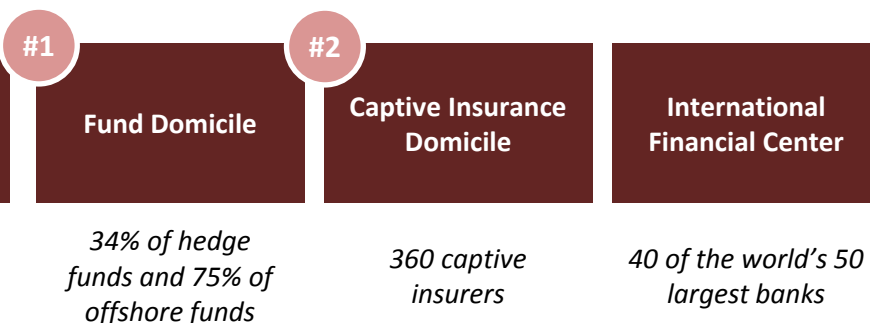 #1
Fund Domicile
34% of hedge
funds and 75% of
offshore funds
#2
Captive Insurance
Domicile
360 captive
insurers
International
Financial Center
40 of the world's 50
largest banks